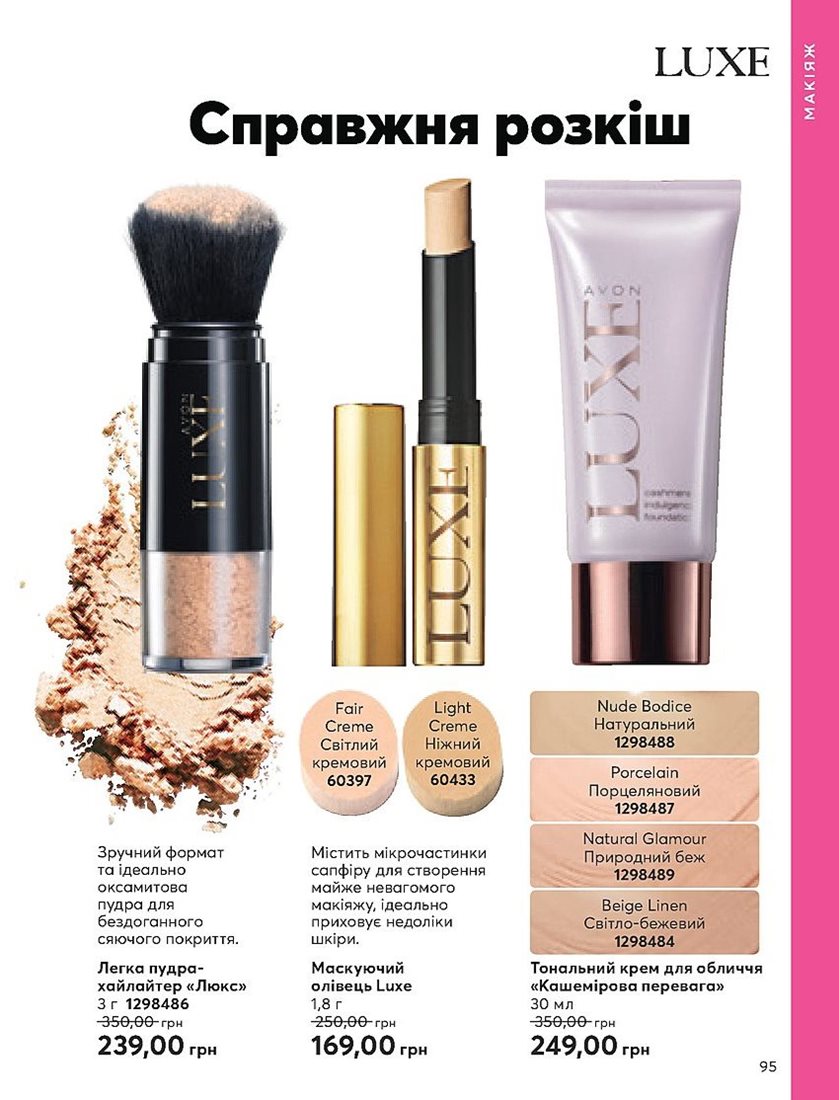 LUXE
МАКІЯЖ
Справжня розкіш
AVON
LUXE
LUXE
AVON
LUXE
cashmere
indulgence
foundation
Fair
Creme
Світлий
кремовий
60397
Light
Creme
Ніжний
кремовий
60433
Nude Bodice
Натуральний
1298488
Porcelain
Порцеляновий
1298487
Natural Glamour
Природний беж
1298489
Beige Linen
Світло-бежевий
1298484
Зручний формат
та ідеально
оксамитова
пудра для
бездоганного
сяючого покриття.
Легка пудра-
хайлайтер «Люкс»
3 г 1298486
350,00 грн
239,00 грн
Містить мікрочастинки
сапфіру для створення
майже невагомого
макіяжу, ідеально
приховує недоліки
шкіри.
Маскуючий
олівець Luxe
1,8 г
250,00 грн
169,00 грн
Тональний крем для обличчя
«Кашемірова перевага»
30 мл
350,00 грн
249,00 грн
95